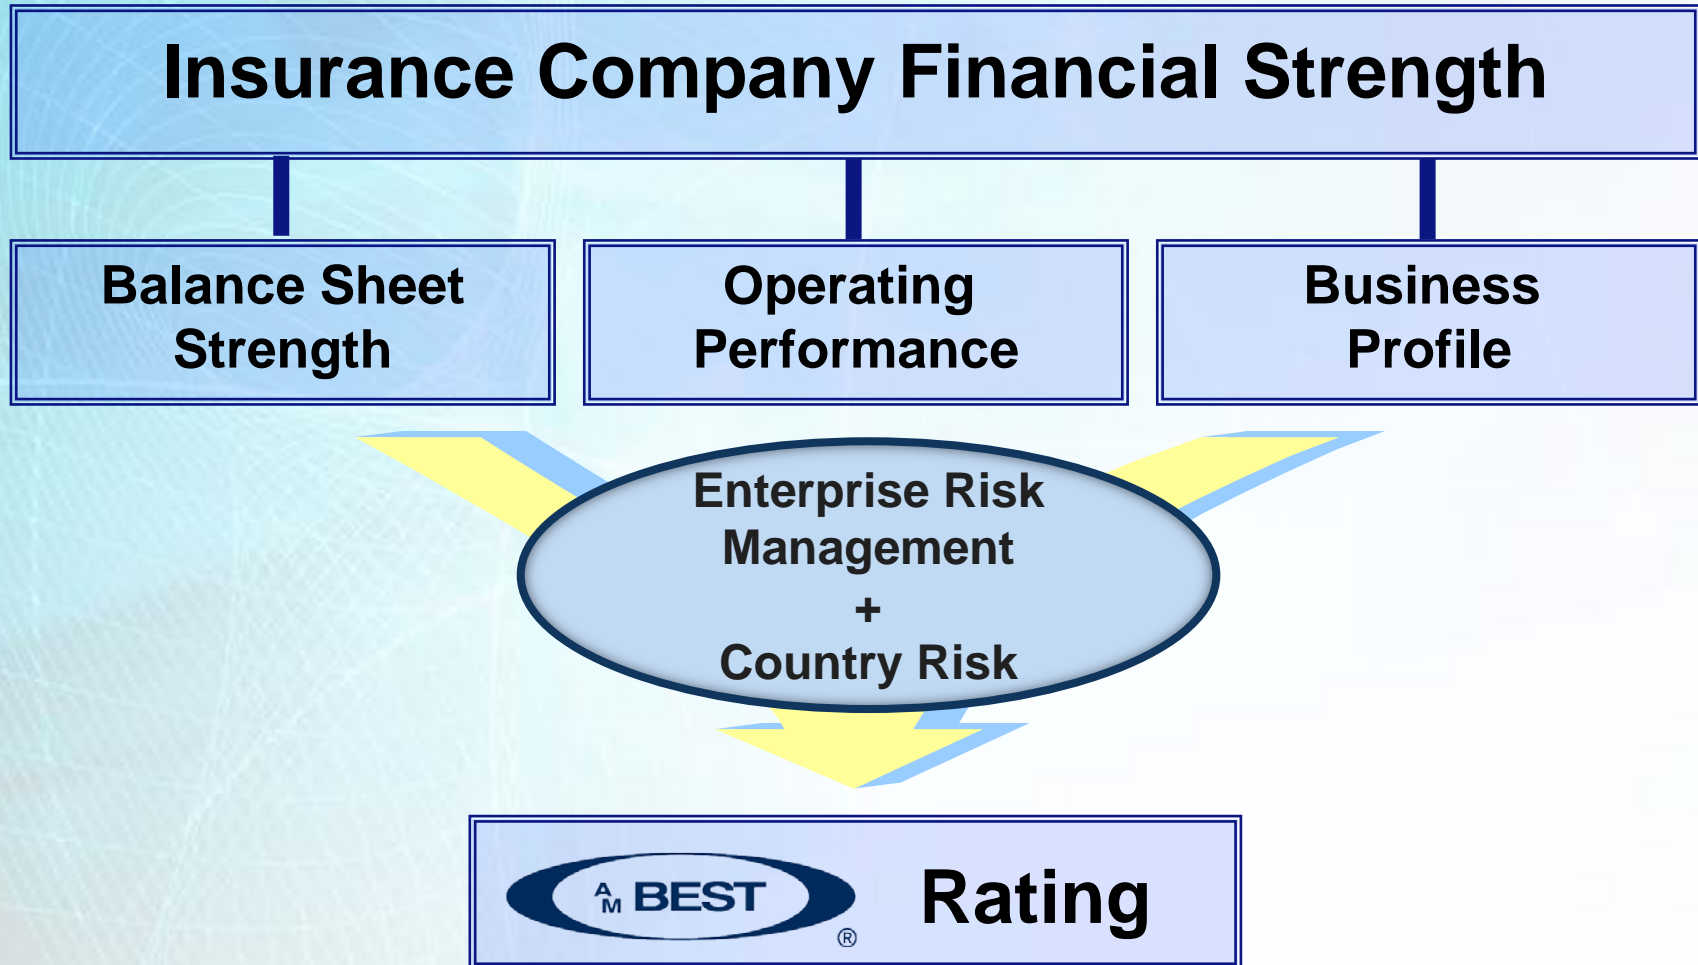 Insurance Company Financial Strength
Balance Sheet
Strength
Operating
Performance
Business
Profile
Enterprise Risk
Management
+
Country Risk
AM BEST ® Rating